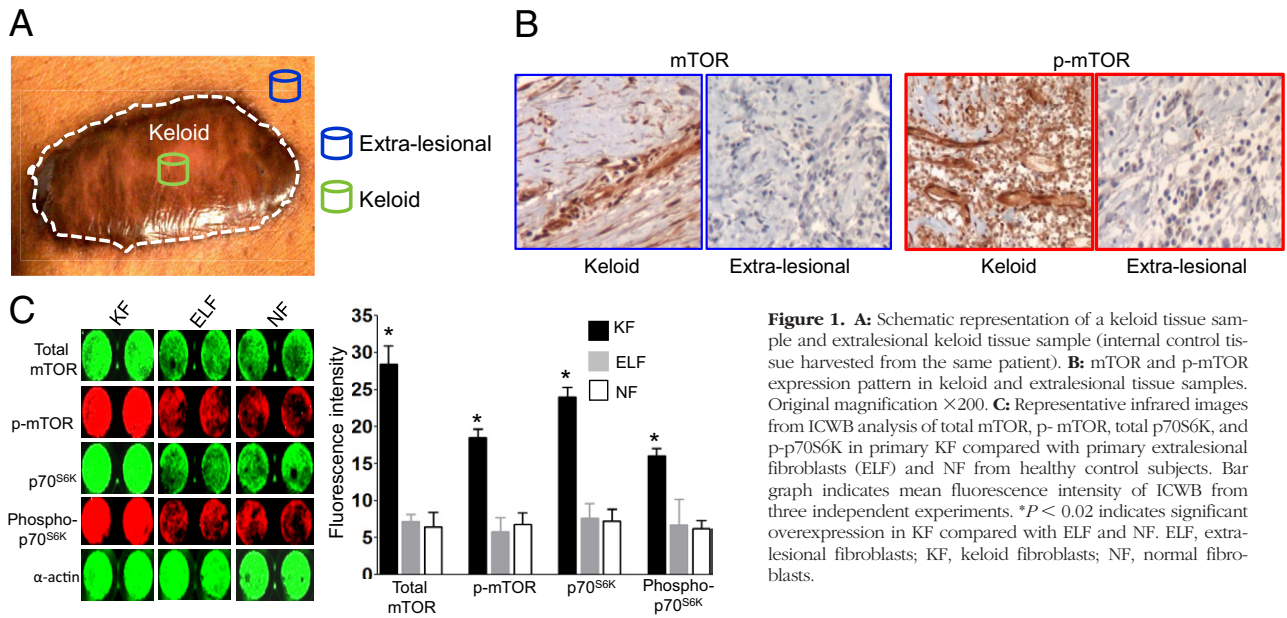 A
Keloid
Extra-lesional
Keloid
B
mTOR
p-mTOR
Keloid
Extra-lesional
Keloid
Extra-lesional
C
KF
ELF
NF
Total
mTOR
p-mTOR
p70S6K
Phospho-
p70S6K
α-actin
Fluorescence intensity
35
30
25
20
15
10
5
0
*
*
*
*
KF
ELF
NF
Total
mTOR
p-mTOR
p70S6K
Phospho-
p70S6K
Figure 1. A: Schematic representation of a keloid tissue sam-
ple and extralesional keloid tissue sample (internal control tis-
sue harvested from the same patient). B: mTOR and p-mTOR
expression pattern in keloid and extralesional tissue samples.
Original magnification ×200. C: Representative infrared images
from ICWB analysis of total mTOR, p- mTOR, total p70S6K, and
p-p70S6K in primary KF compared with primary extralesional
fibroblasts (ELF) and NF from healthy control subjects. Bar
graph indicates mean fluorescence intensity of ICWB from
three independent experiments. *P < 0.02 indicates significant
overexpression in KF compared with ELF and NF. ELF, extra-
lesional fibroblasts; KF, keloid fibroblasts; NF, normal fibro-
blasts.